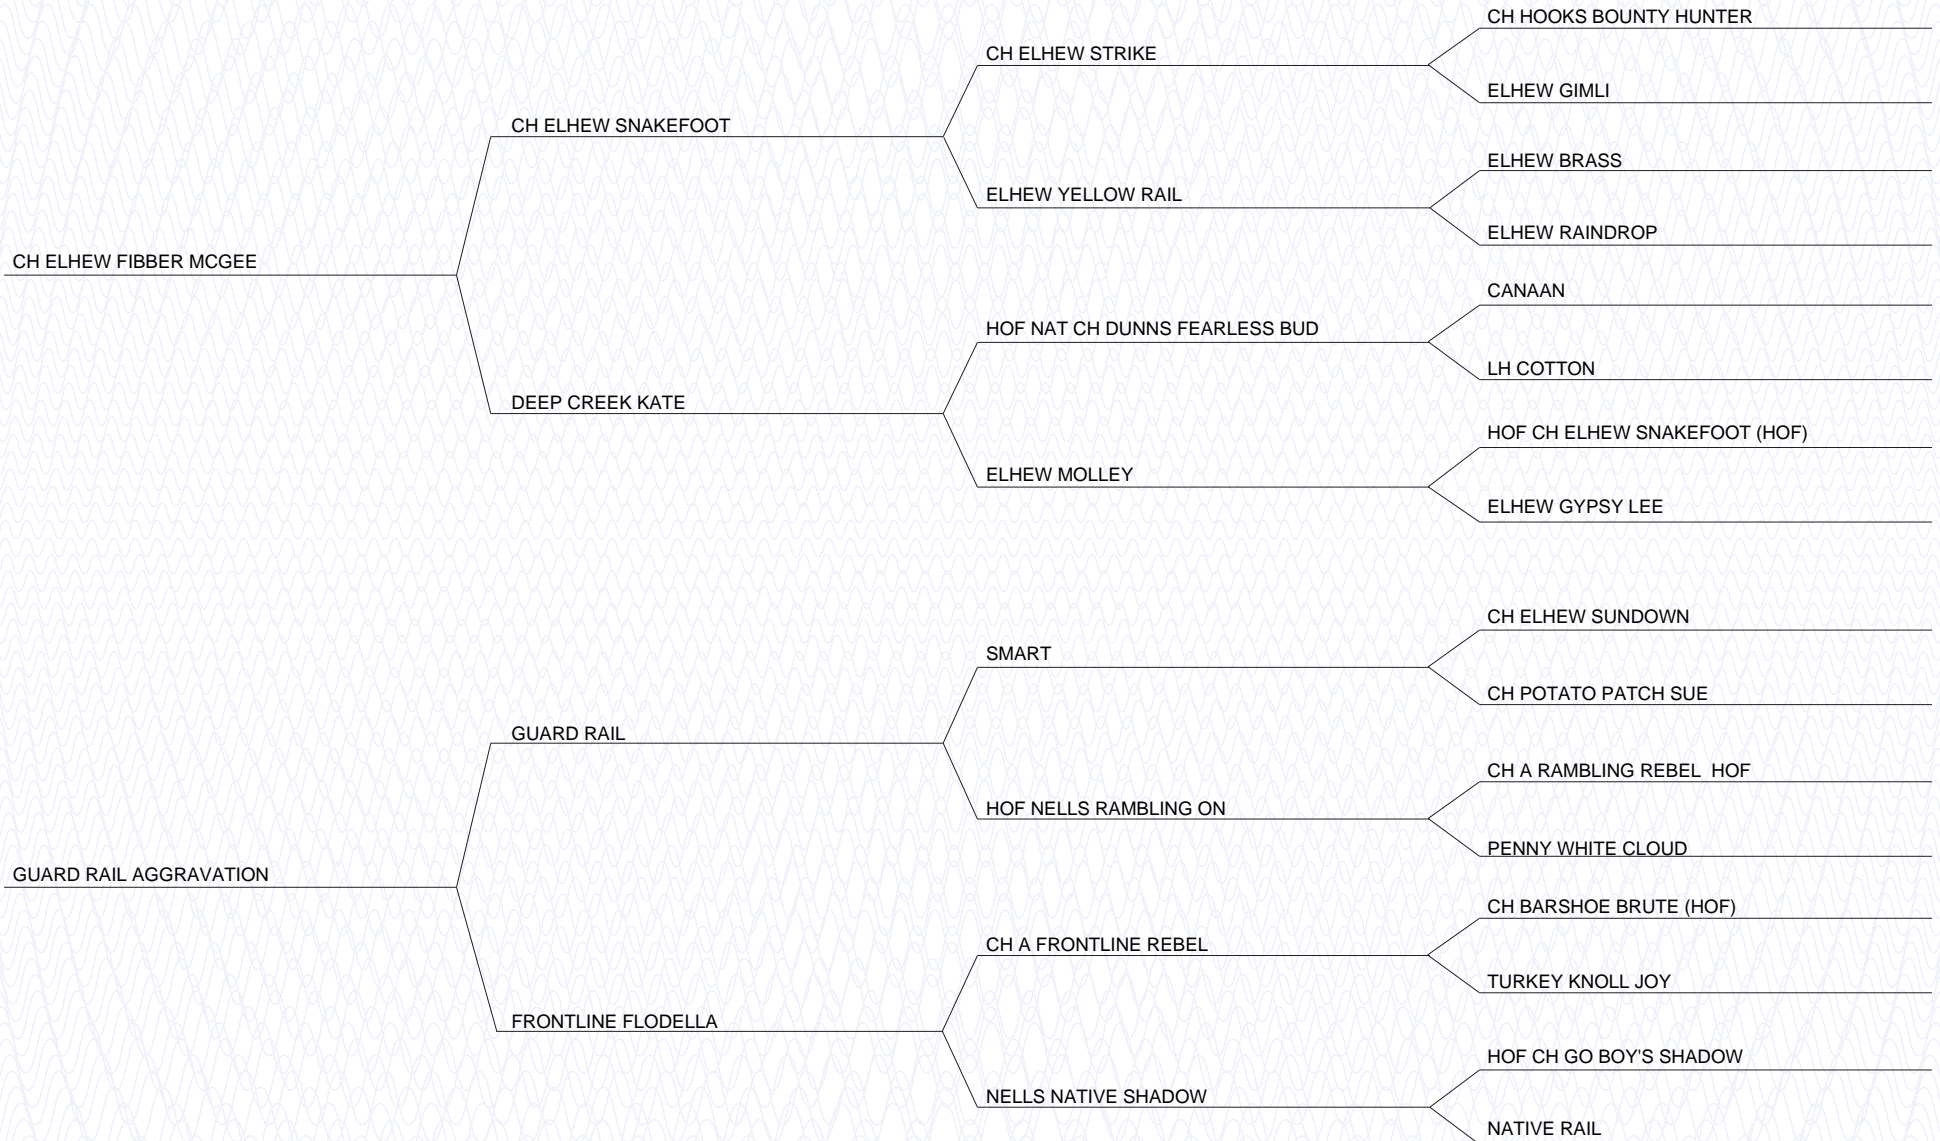 CH HOOKS BOUNTY HUNTER
CH ELHEW STRIKE
ELHEW GIMLI
CH ELHEW SNAKEFOOT
ELHEW BRASS
ELHEW YELLOW RAIL
ELHEW RAINDROP
CH ELHEW FIBBER MCGEE
CANAAN
HOF NAT CH DUNNS FEARLESS BUD
LH COTTON
DEEP CREEK KATE
HOF CH ELHEW SNAKEFOOT (HOF)
ELHEW MOLLEY
ELHEW GYPSY LEE
CH ELHEW SUNDOWN
SMART
CH POTATO PATCH SUE
GUARD RAIL
CH A RAMBLING REBEL  HOF
HOF NELLS RAMBLING ON
PENNY WHITE CLOUD
GUARD RAIL AGGRAVATION
CH BARSHOE BRUTE (HOF)
CH A FRONTLINE REBEL
TURKEY KNOLL JOY
FRONTLINE FLODELLA
HOF CH GO BOY'S SHADOW
NELLS NATIVE SHADOW
NATIVE RAIL